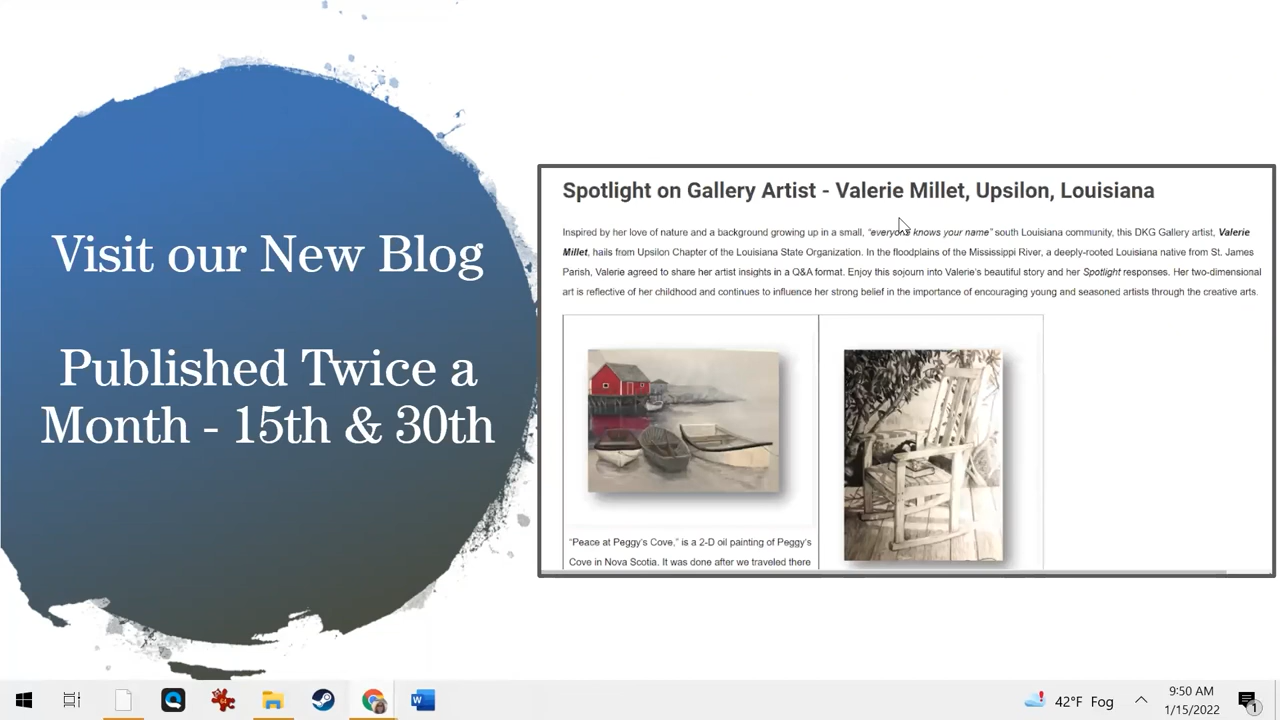 Visit our New Blog
Published Twice a
Month - 15th & 30th
Spotlight on Gallery Artist - Valerie Millet, Upsilon, Louisiana
Inspired by her love of nature and a background growing up in a small, "everyone knows your name" south Louisiana community, this DKG Gallery artist, Valerie
Millet, hails from Upsilon Chapter of the Louisiana State Organization. In the floodplains of the Mississippi River, a deeply-rooted Louisiana native from St. James
Parish, Valerie agreed to share her artist insights in a Q&A format. Enjoy this sojourn into Valerie's beautiful story and her Spotlight responses. Her two-dimensional
art is reflective of her childhood and continues to influence her strong belief in the importance of encouraging young and seasoned artists through the creative arts.
"Peace at Peggy's Cove," is a 2-D oil painting of Peggy's
Cove in Nova Scotia. It was done after we traveled there
42°F Fog
9:50 AM
1/15/2022
1